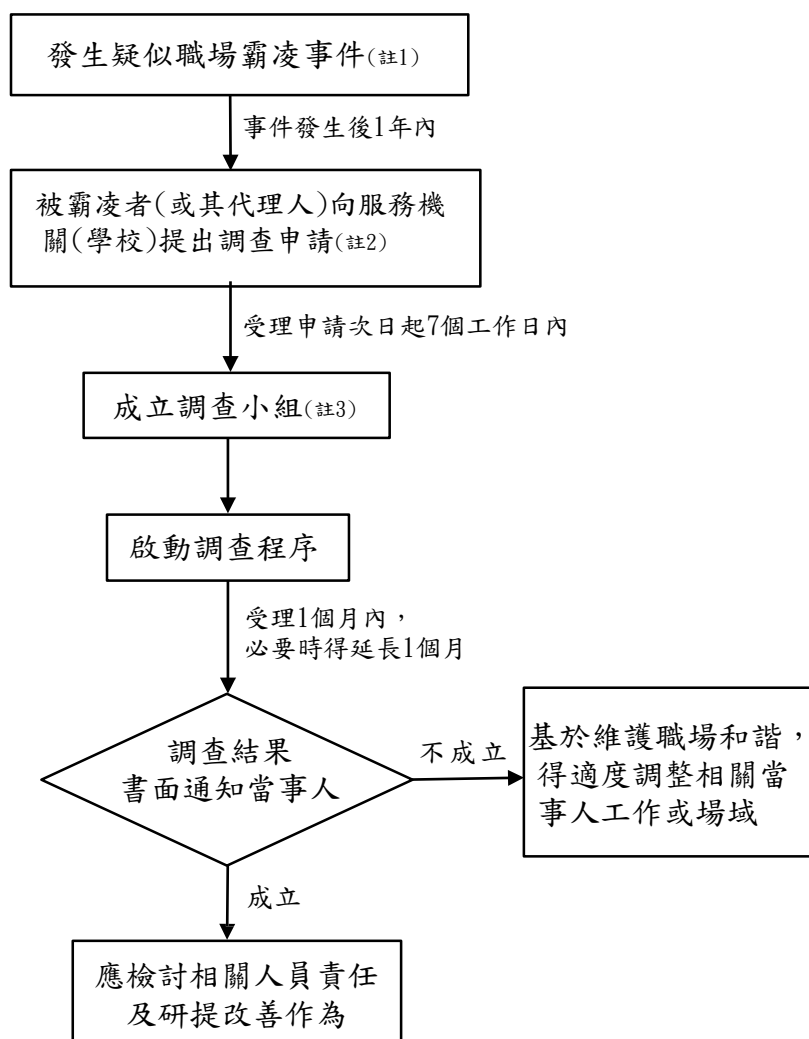 發生疑似職場霸凌事件(註1)
事件發生後1年內
被霸凌者(或其代理人)向服務機
關(學校)提出調查申請(註2)
受理申請次日起7個工作日內
成立調查小組(註3)
啟動調查程序
受理1個月內，
必要時得延長1個月
調查結果
書面通知當事人
不成立
基於維護職場和諧，
得適度調整相關當
事人工作或場域
成立
應檢討相關人員責任
及研提改善作為